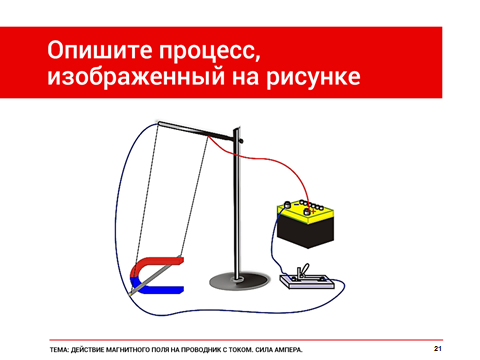 Опишите процесс,
изображенный на рисунке
ТЕМА: ДЕЙСТВИЕ МАГНИТНОГО ПОЛЯ НА ПРОВОДНИК С ТОКОМ. СИЛА АМПЕРА.
21